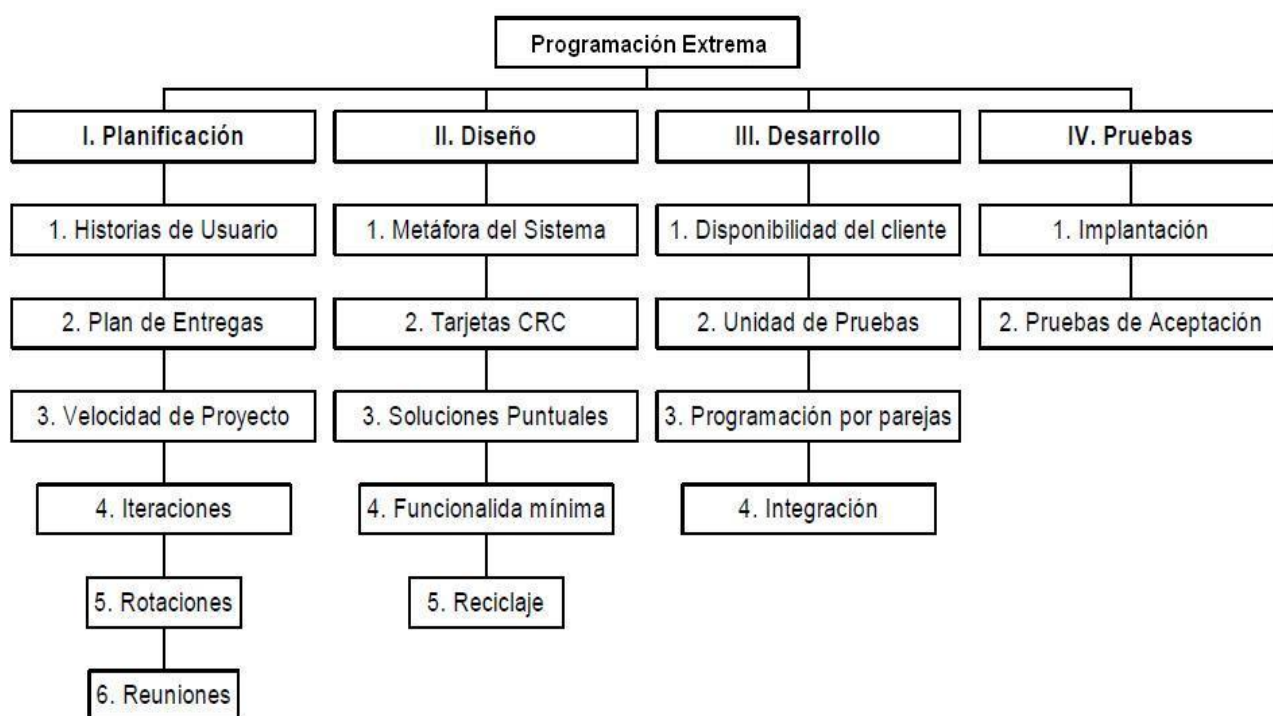 Programación Extrema
I. Planificación
II. Diseño
III. Desarrollo
IV. Pruebas
1. Historias de Usuario
1. Metáfora del Sistema
1. Disponibilidad del cliente
1. Implantación
2. Plan de Entregas
2. Tarjetas CRC
2. Unidad de Pruebas
2. Pruebas de Aceptación
3. Velocidad de Proyecto
3. Soluciones Puntuales
3. Programación por parejas
4. Iteraciones
4. Funcionalida mínima
4. Integración
5. Rotaciones
5. Reciclaje
6. Reuniones